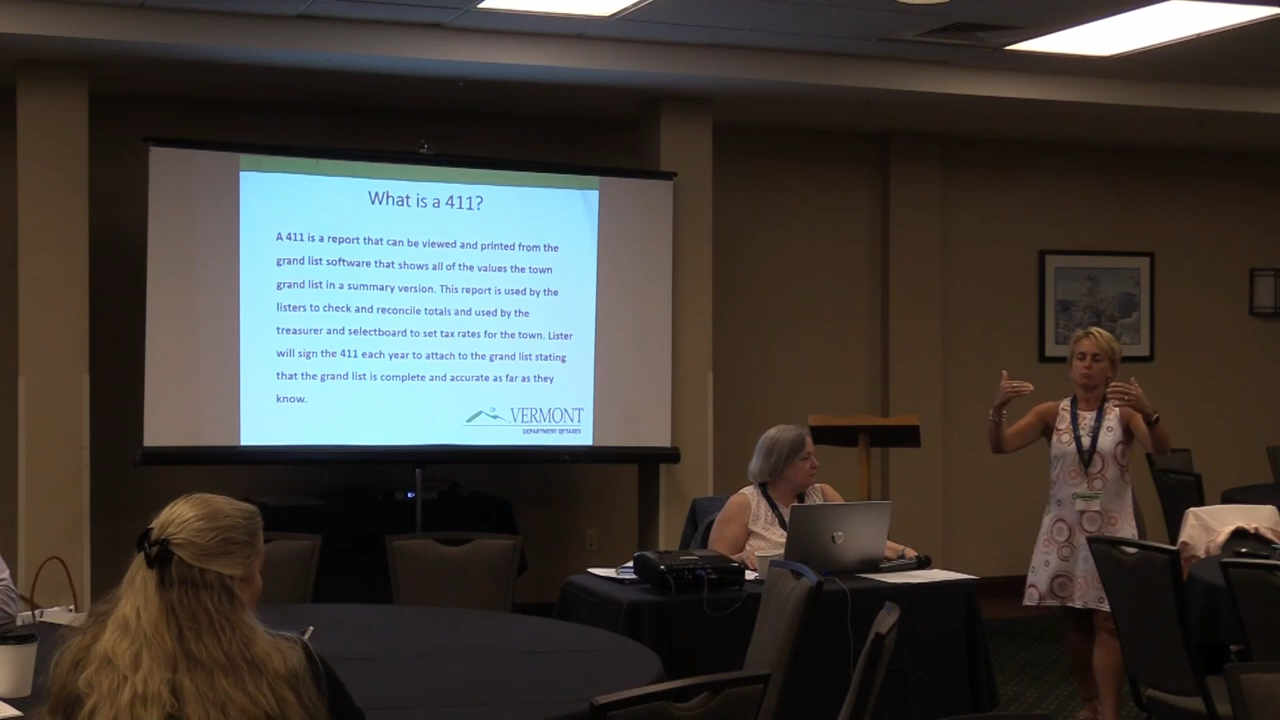 What is a 411?
A 411 is a report that can be viewed and printed from the
grand list software that shows all of the values the town
grand list in a summary version. This report is used by the
listers to check and reconcile totals and used by the
treasurer and selectboard to set tax rates for the town. Lister
will sign the 411 each year to attach to the grand list stating
that the grand list is complete and accurate as far as they
know.
VERMONT
DEPARTMENT OF TAXES
hp